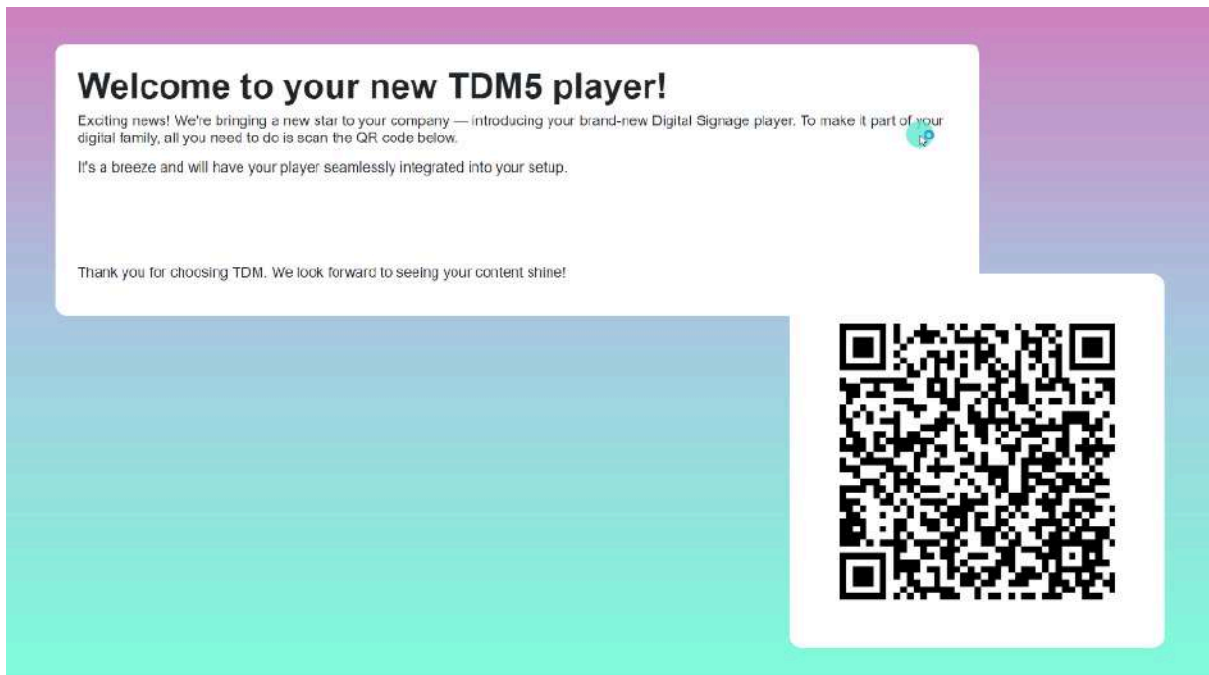 Welcome to your new TDM5 player!
Exciting news! We're bringing a new star to your company — introducing your brand-new Digital Signage player. To make it part of your
digital family, all you need to do is scan the QR code below.
It's a breeze and will have your player seamlessly integrated into your setup.
Thank you for choosing TDM. We look forward to seeing your content shine!